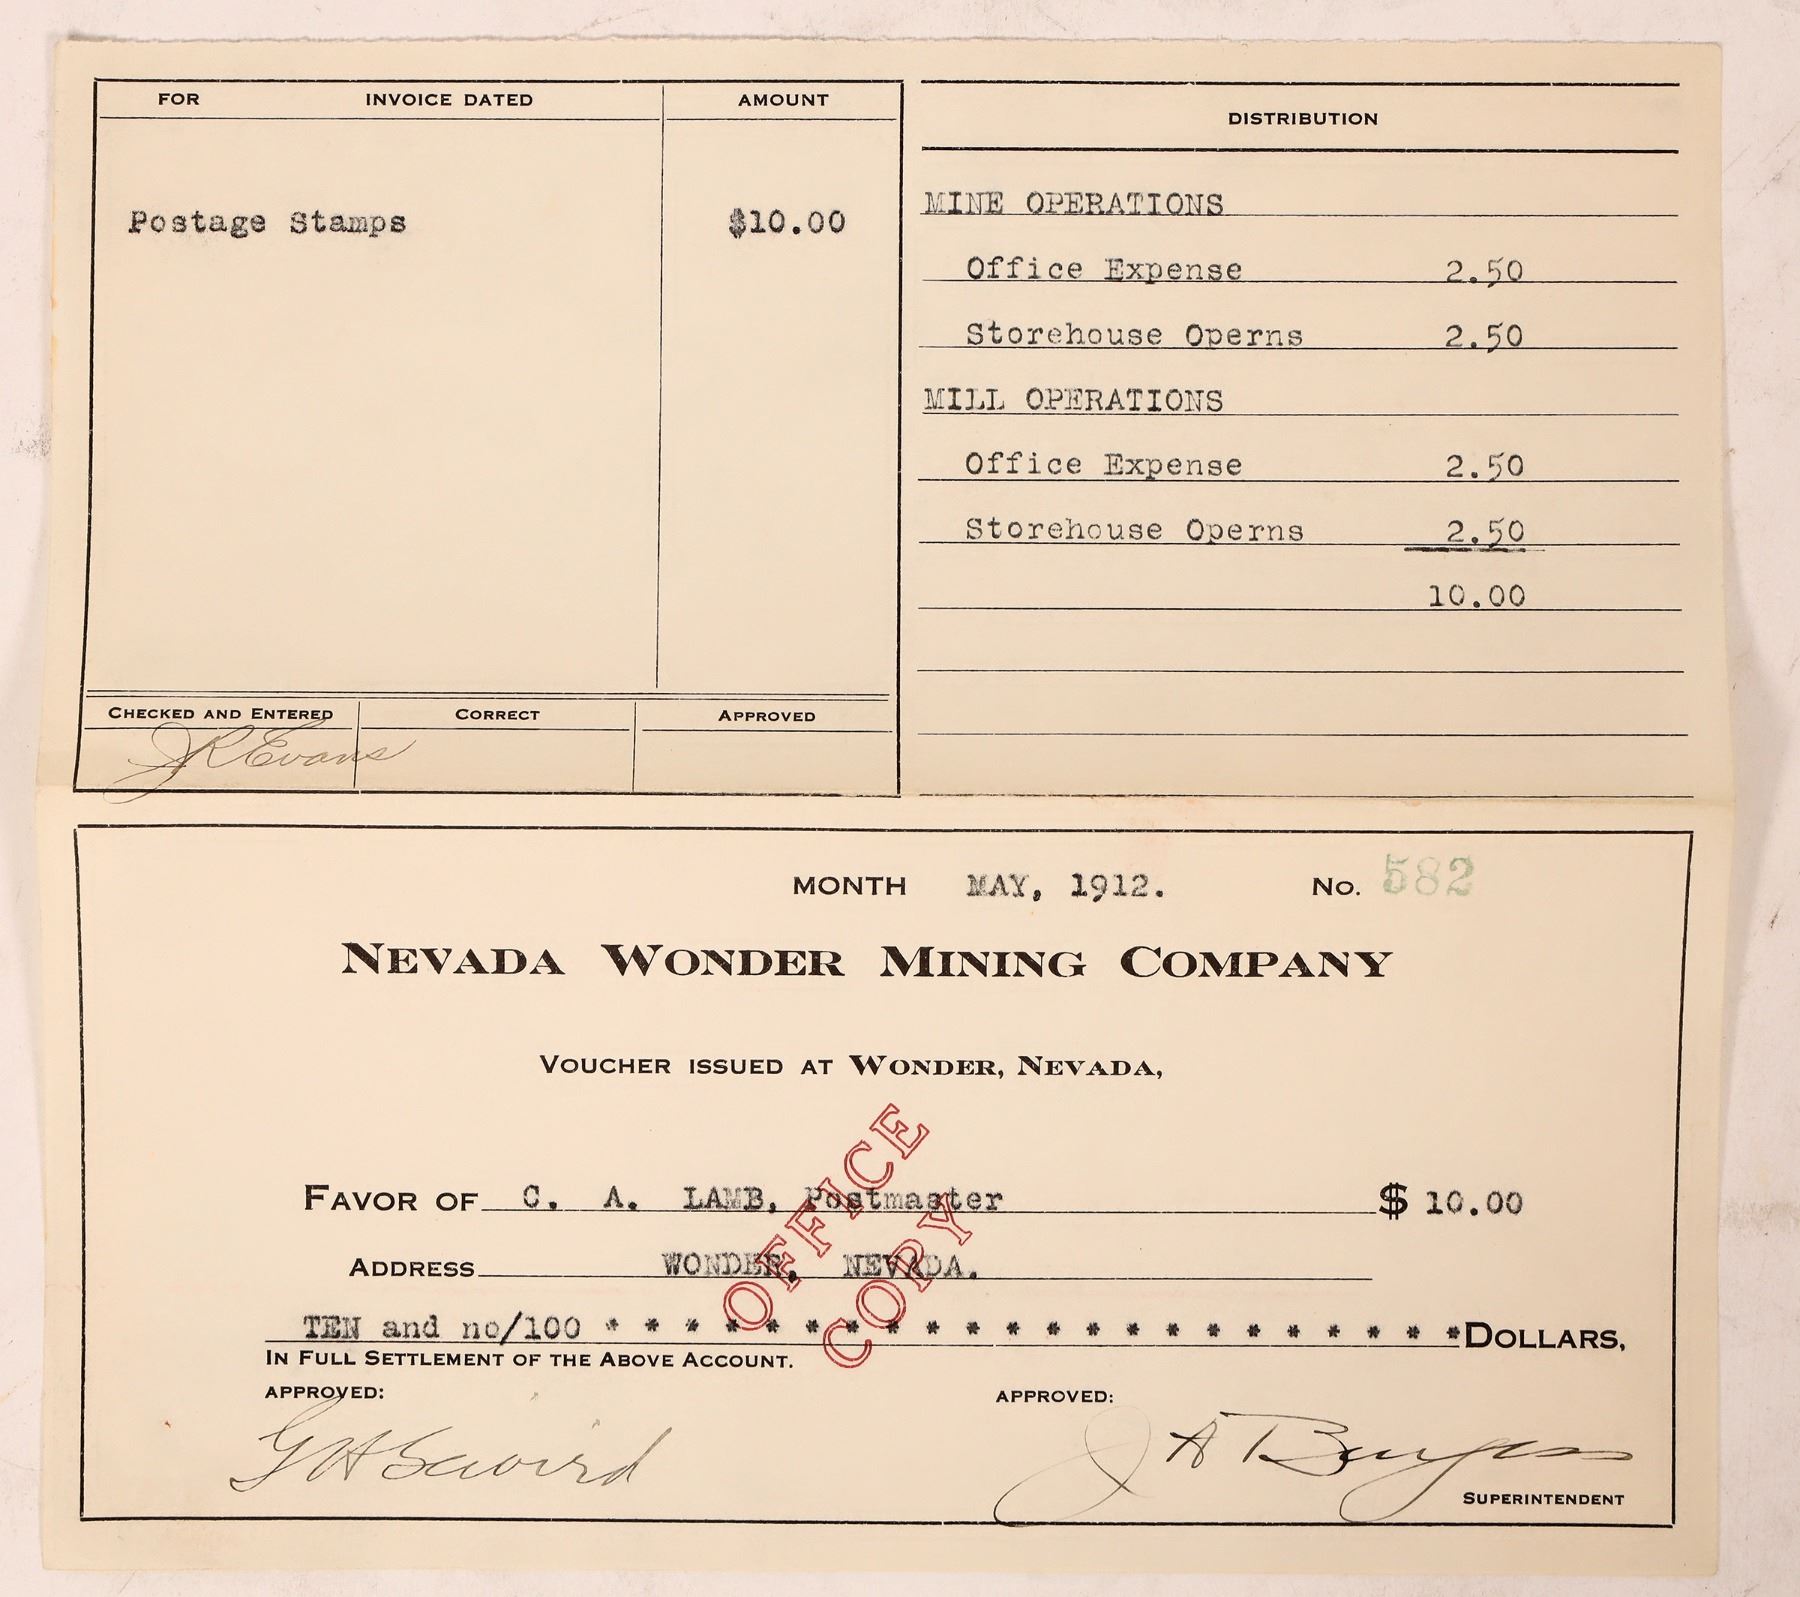 FOR INVOICE DATED AMOUNT
Postage Stamps $10.00
CHECKED AND ENTERED CORRECT APPROVED
J R Evans
DISTRIBUTION
MINE OPERATIONS
Office Expense 2.50
Storehouse Operns 2.50
MILL OPERATIONS
Office Expense 2.50
Storehouse Operns 2.50
10.00
MONTH MAY, 1912. No. 582
NEVADA WONDER MINING COMPANY
VOUCHER ISSUED AT WONDER, NEVADA,
FAVOR OF C. A. LAMB, Postmaster $ 10.00
ADDRESS WONDER, NEVADA.
OFFICE
COPY
TEN and no/100 * * * * * * * * * * * * * * * * * * * * * * DOLLARS,
IN FULL SETTLEMENT OF THE ABOVE ACCOUNT.
APPROVED: APPROVED:
G H J A Burgess
SUPERINTENDENT